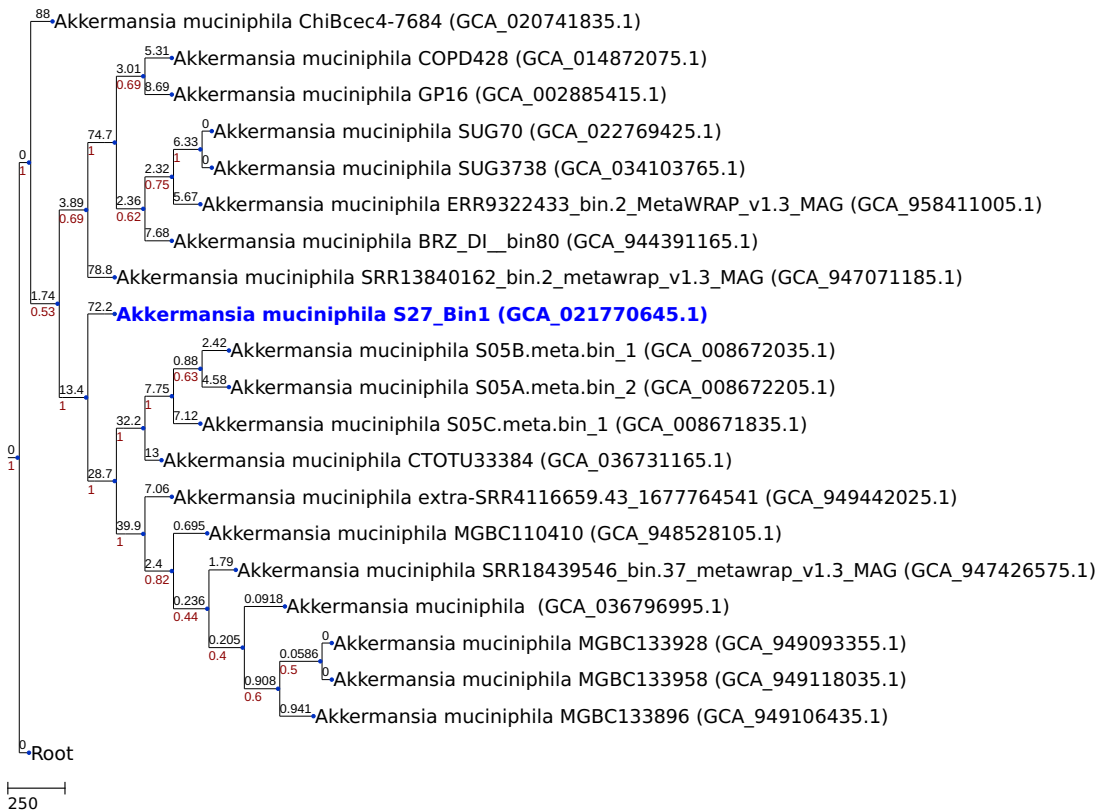 88 Akkermansia muciniphila ChiBcec4-7684 (GCA_020741835.1)
5.31 Akkermansia muciniphila COPD428 (GCA_014872075.1)
3.01
0.69
8.69 Akkermansia muciniphila GP16 (GCA_002885415.1)
0 Akkermansia muciniphila SUG70 (GCA_022769425.1)
74.7
1
6.33
1
0
1
0 Akkermansia muciniphila SUG3738 (GCA_034103765.1)
2.32
0.75
5.67 Akkermansia muciniphila ERR9322433_bin.2_MetaWRAP_v1.3_MAG (GCA_958411005.1)
3.89
0.69
2.36
0.62
7.68 Akkermansia muciniphila BRZ_DI__bin80 (GCA_944391165.1)
78.8 Akkermansia muciniphila SRR13840162_bin.2_metawrap_v1.3_MAG (GCA_947071185.1)
1.74
0.53
72.2 Akkermansia muciniphila S27_Bin1 (GCA_021770645.1)
2.42 Akkermansia muciniphila S05B.meta.bin_1 (GCA_008672035.1)
0.88
0.63
4.58 Akkermansia muciniphila S05A.meta.bin_2 (GCA_008672205.1)
13.4
1
7.75
1
7.12 Akkermansia muciniphila S05C.meta.bin_1 (GCA_008671835.1)
32.2
1
0
1
13 Akkermansia muciniphila CTOTU33384 (GCA_036731165.1)
28.7
1
7.06 Akkermansia muciniphila extra-SRR4116659.43_1677764541 (GCA_949442025.1)
39.9
1
0.695 Akkermansia muciniphila MGBC110410 (GCA_948528105.1)
2.4
0.82
1.79 Akkermansia muciniphila SRR18439546_bin.37_metawrap_v1.3_MAG (GCA_947426575.1)
0.236
0.44
0.0918 Akkermansia muciniphila (GCA_036796995.1)
0.205
0.4
0 Akkermansia muciniphila MGBC133928 (GCA_949093355.1)
0.0586
0.5
0 Akkermansia muciniphila MGBC133958 (GCA_949118035.1)
0.908
0.6
0.941 Akkermansia muciniphila MGBC133896 (GCA_949106435.1)
0 Root
250